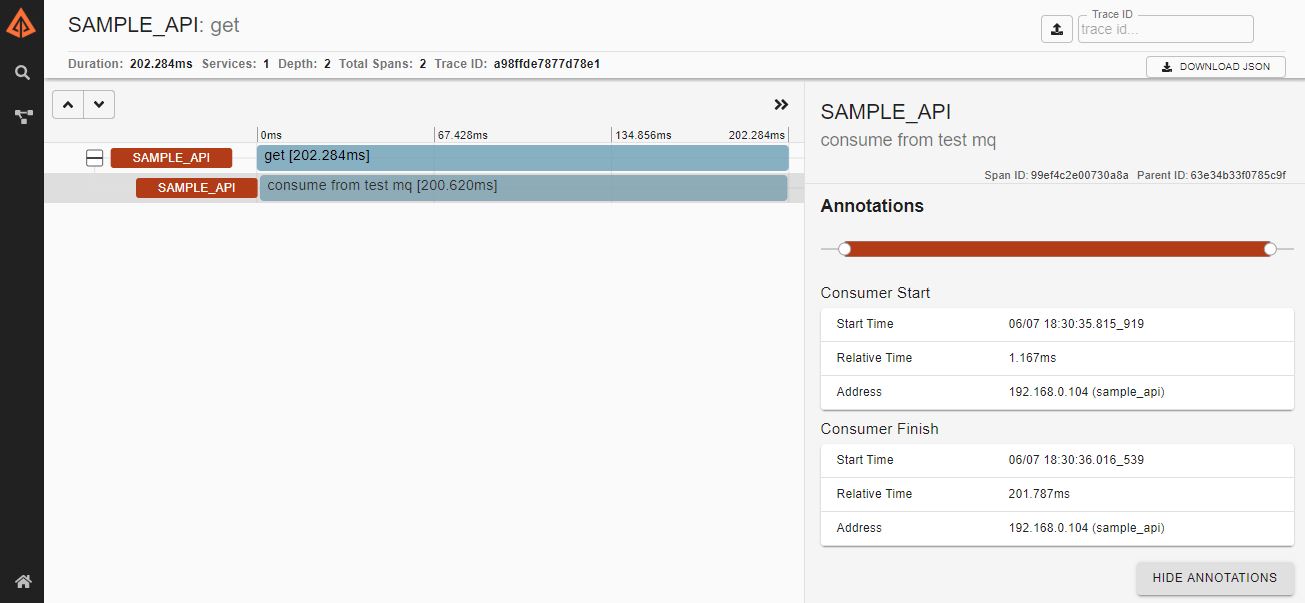 SAMPLE_API: get
Trace ID
trace id...
Duration: 202.284ms Services: 1 Depth: 2 Total Spans: 2 Trace ID: a98ffde7877d78e1
DOWNLOAD JSON
0ms 67.428ms 134.856ms 202.284ms
SAMPLE_API get [202.284ms]
SAMPLE_API consume from test mq [200.620ms]
SAMPLE_API
consume from test mq
Span ID: 99ef4c2e00730a8a Parent ID: 63e34b33f0785c9f
Annotations
Consumer Start
Start Time 06/07 18:30:35.815_919
Relative Time 1.167ms
Address 192.168.0.104 (sample_api)
Consumer Finish
Start Time 06/07 18:30:36.016_539
Relative Time 201.787ms
Address 192.168.0.104 (sample_api)
HIDE ANNOTATIONS